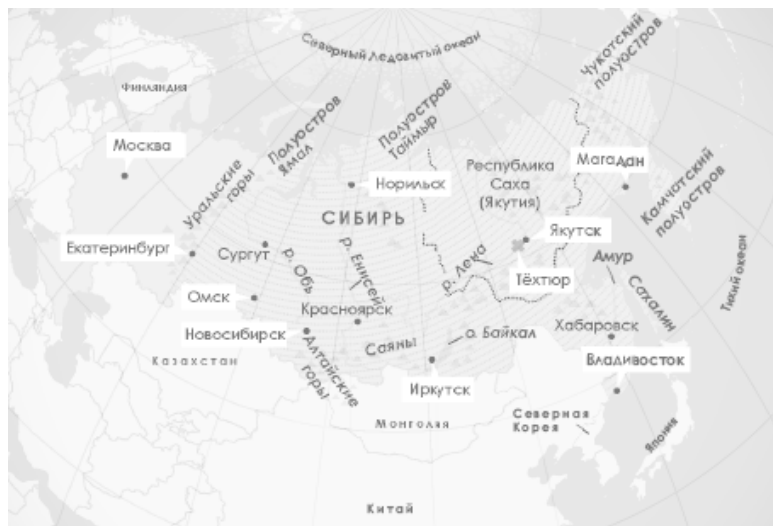 Северный Ледовитый океан
Чукотский
полуостров
Финляндия
Москва
Полуостров
Ямал
Полуостров
Таймыр
Республика
Саха
(Якутия)
Магадан
Камчатский
полуостров
Уральские
горы
Норильск
СИБИРЬ
Якутск
Екатеринбург
Сургут
р. Обь
р. Енисей
р. Лена
Тёхтюр
Амур
Сахалин
Тихий океан
Омск
Красноярск
Новосибирск
Хабаровск
Казахстан
Алтайские
горы
Саяны
о. Байкал
Владивосток
Иркутск
Монголия
Северная
Корея
Япония
Китай